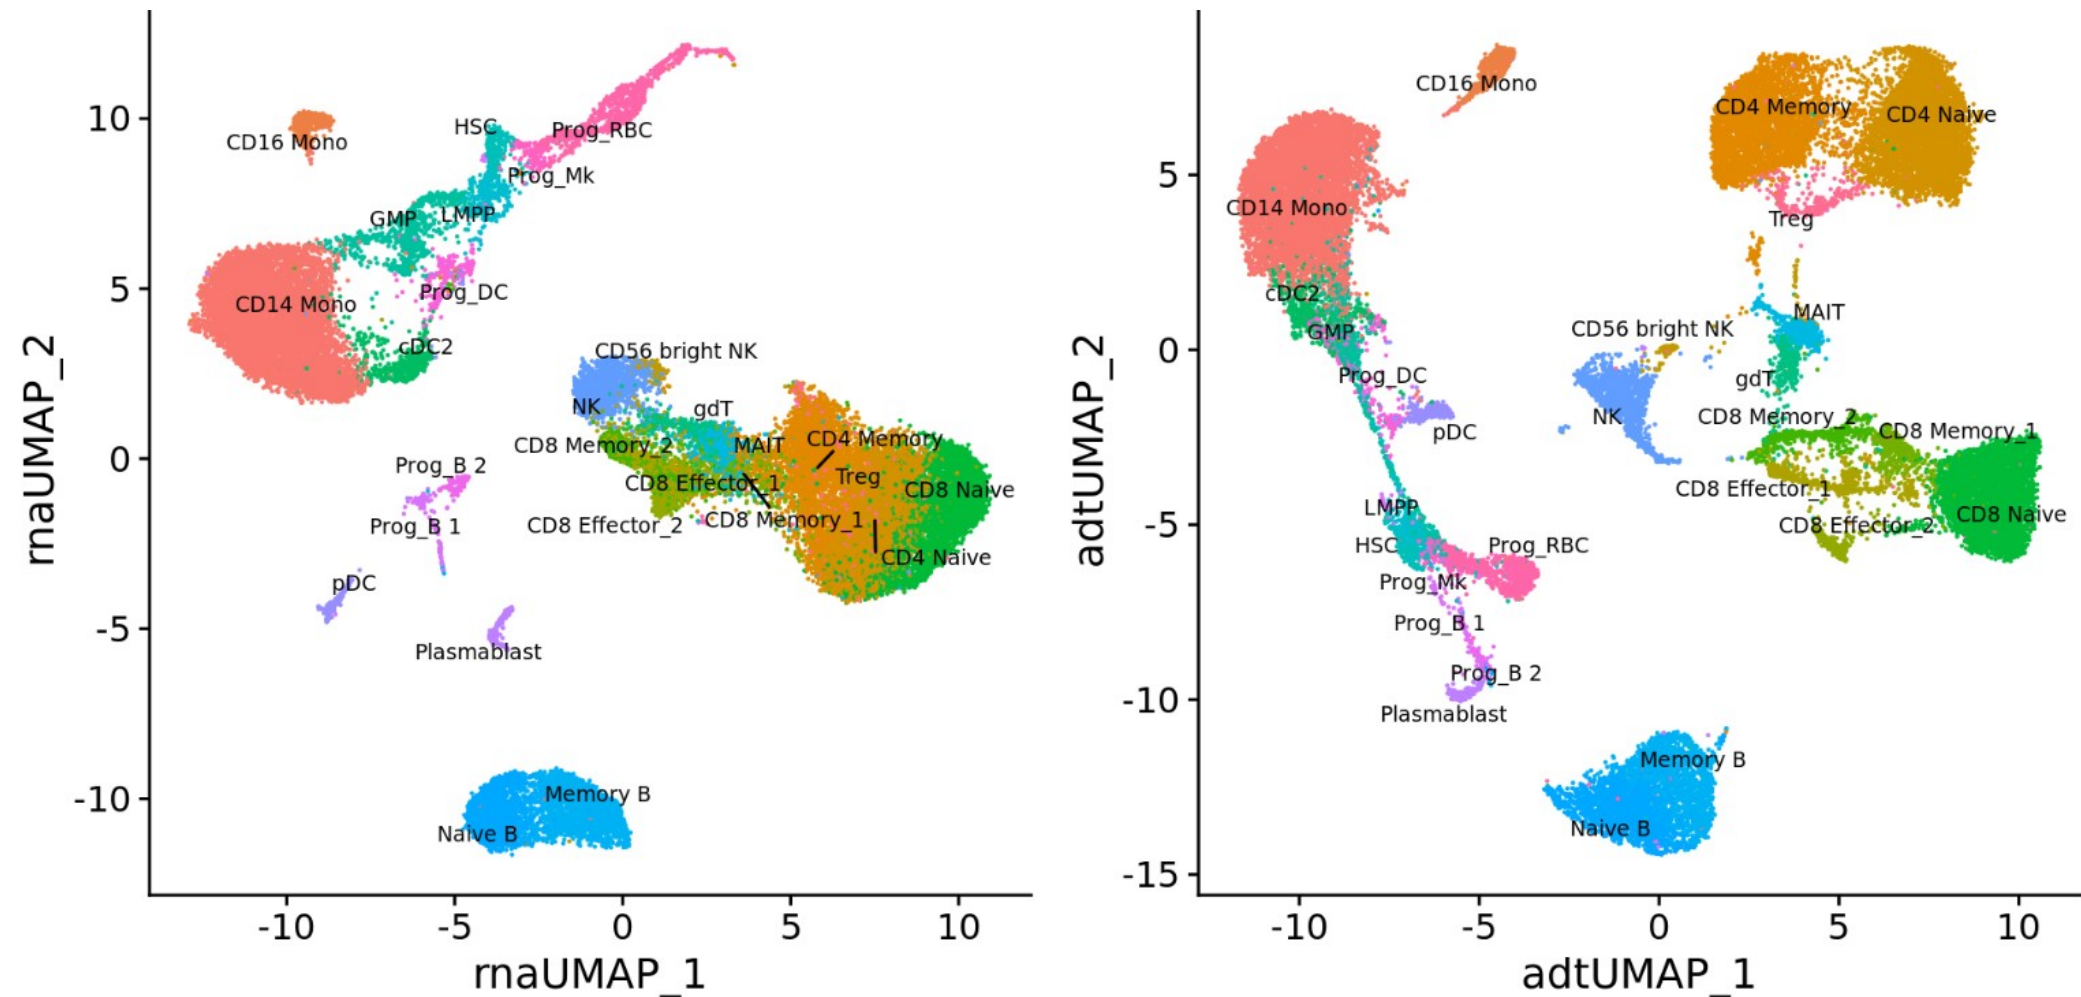 10
5
0
-5
-10
rnaUMAP_2
CD16 Mono
HSC
Prog_RBC
Prog_Mk
GMP
LMPP
CD14 Mono
Prog_DC
cDC2
CD56 bright NK
NK
gdT
CD8 Memory_2
MAIT
CD4 Memory
Prog_B 2
CD8 Effector_1
Treg
CD8 Naive
Prog_B 1
CD8 Effector_2
CD8 Memory_1
CD4 Naive
pDC
Plasmablast
Memory B
Naive B
-10
-5
0
5
10
rnaUMAP_1
5
0
-5
-10
-15
adtUMAP_2
CD16 Mono
CD4 Memory
CD4 Naive
CD14 Mono
Treg
cDC2
MAIT
GMP
CD56 bright NK
Prog_DC
gdT
NK
CD8 Memory_2
pDC
CD8 Memory_1
CD8 Effector_1
LMPP
CD8 Naive
CD8 Effector_2
HSC
Prog_RBC
Prog_Mk
Prog_B 1
Prog_B 2
Plasmablast
Memory B
Naive B
-10
-5
0
5
10
adtUMAP_1